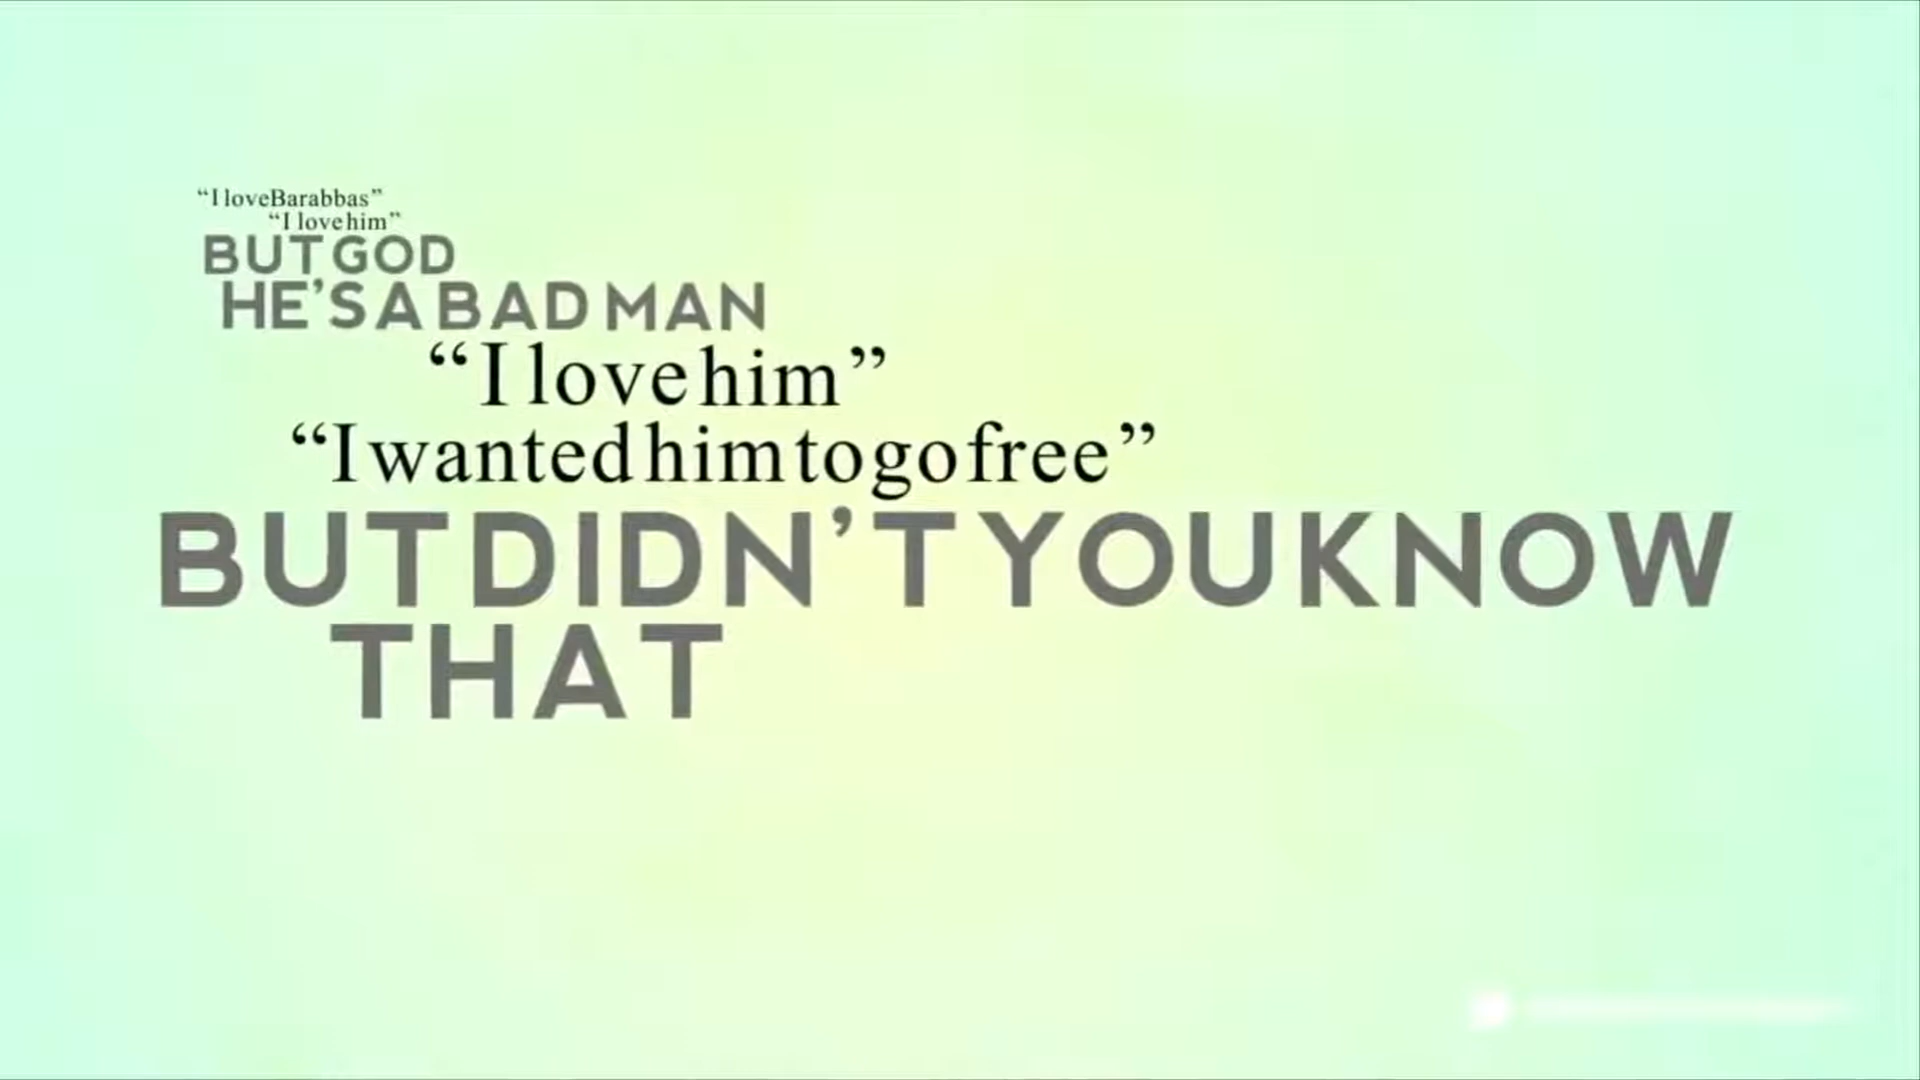 “I love Barabbas”
“I love him”
BUT GOD
HE’S A BAD MAN
“I love him”
“I wanted him to go free”
BUT DIDN’T YOU KNOW
THAT